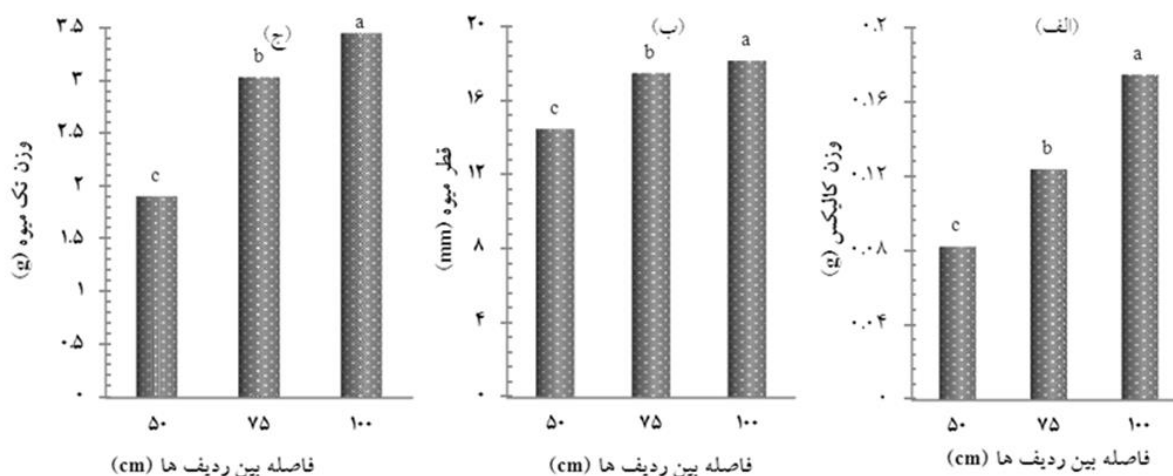 (الف)
۰.۲
۰.۱۶
۰.۱۲
۰.۰۸
۰.۰۴
۰
وزن کالیکس (g)
c
b
a
۵۰ ۷۵ ۱۰۰
فاصله بین ردیف ها (cm)
(ب)
۲۰
۱۶
۱۲
۸
۴
۰
قطر میوه (mm)
c
b
a
۵۰ ۷۵ ۱۰۰
فاصله بین ردیف ها (cm)
(ج)
۳.۵
۳
۲.۵
۲
۱.۵
۱
۰.۵
۰
وزن تک میوه (g)
c
b
a
۵۰ ۷۵ ۱۰۰
فاصله بین ردیف ها (cm)